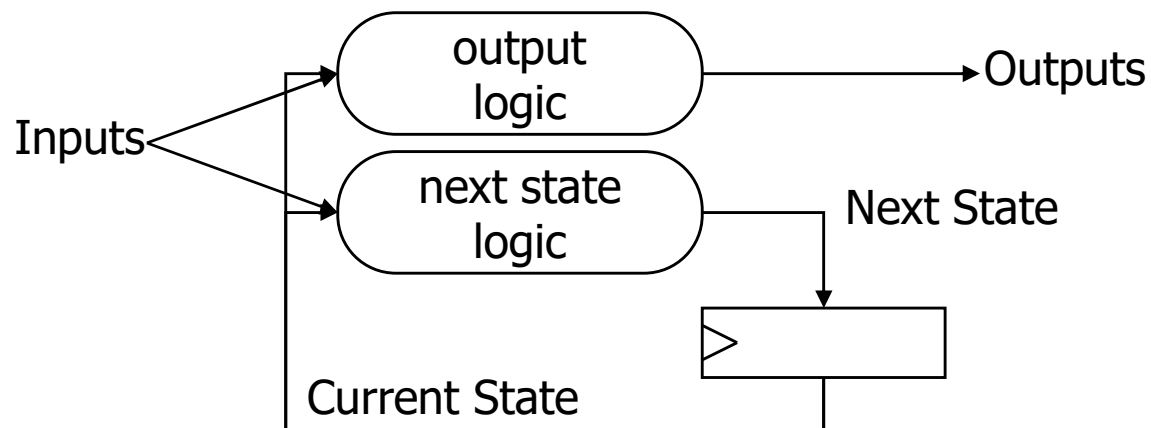 output
logic
Outputs
Inputs
next state
logic
Next State
Current State